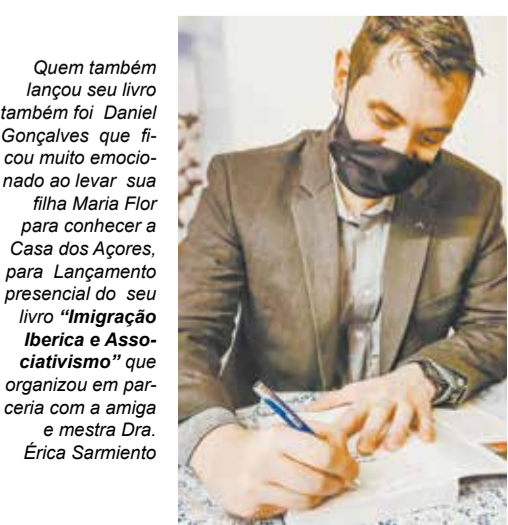 Quem também
lançou seu livro
também foi Daniel
Gonçalves que fi-
cou muito emocio-
nado ao levar sua
filha Maria Flor
para conhecer a
Casa dos Açores,
para Lançamento
presencial do seu
livro “Imigração
Iberica e Asso-
ciativismo” que
organizou em par-
ceria com a amiga
e mestra Dra.
Érica Sarmiento